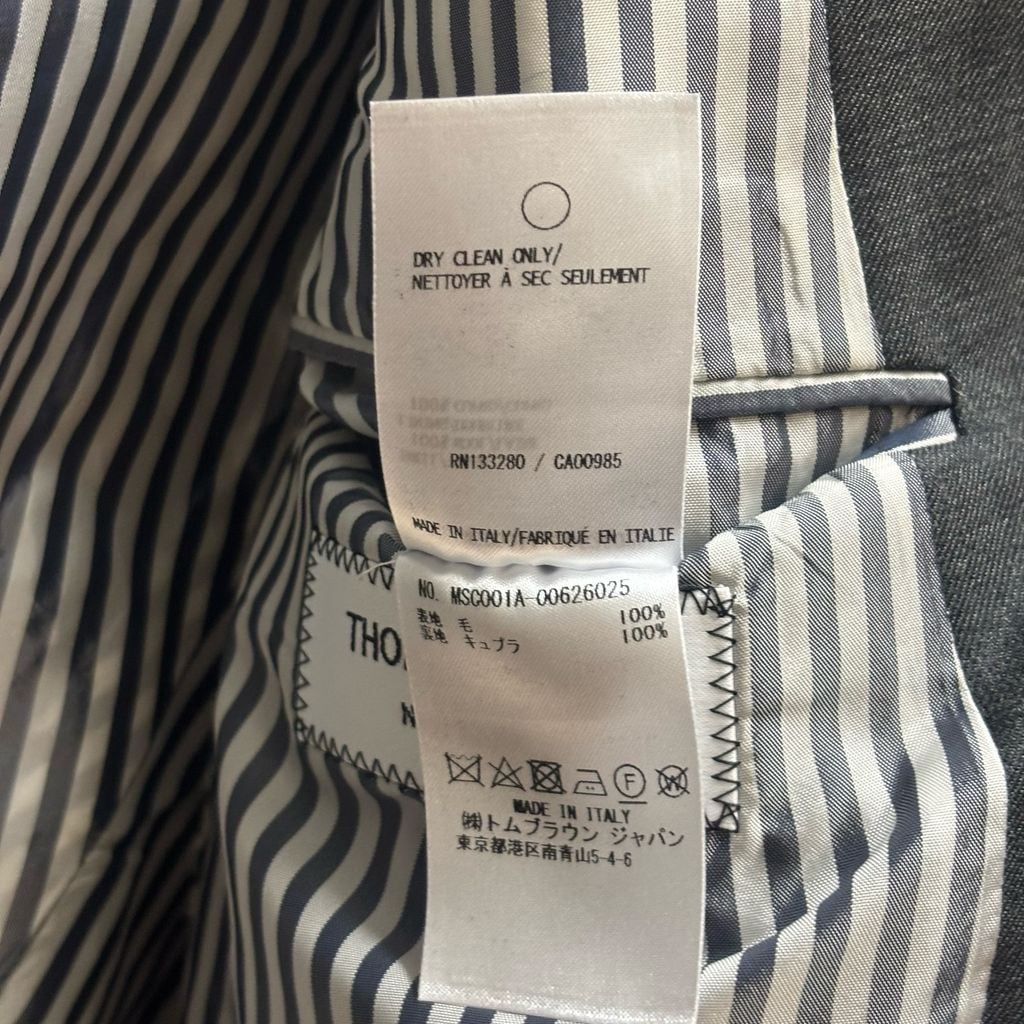 DRY CLEAN ONLY/
NETTOYER À SEC SEULEMENT
RN133280 / CA00985
MADE IN ITALY/FABRIQUÉ EN ITALIE
NO. MSC001A-00626025
表地 毛 100%
裏地 キュプラ 100%
THO
N
F
W
MADE IN ITALY
㈱トムブラウン ジャパン
東京都港区南青山5-4-6